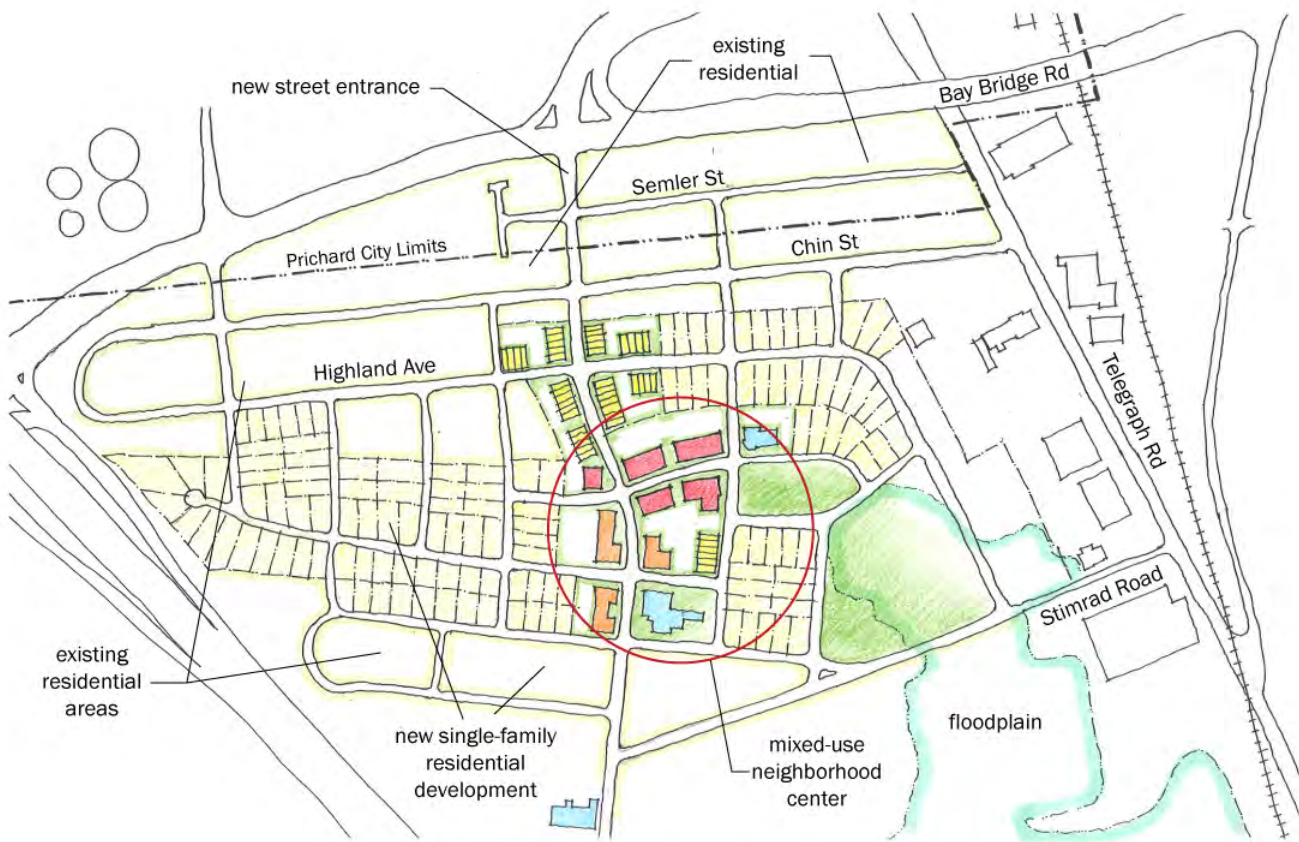 existing
residential
new street entrance
Bay Bridge Rd
Semler St
Prichard City Limits
Chin St
Highland Ave
Telegraph Rd
Stimrad Road
existing
residential
areas
new single-family
residential
development
mixed-use
neighborhood
center
floodplain